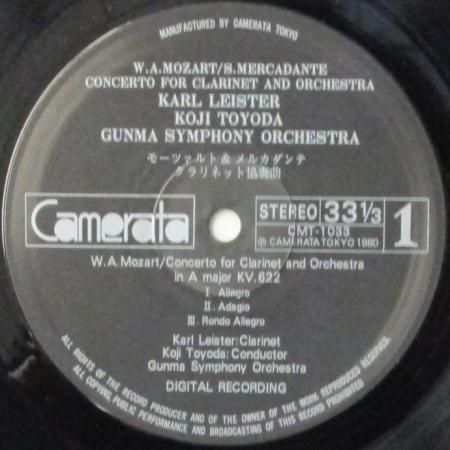 MANUFACTURED BY CAMERATA TOKYO
W.A.MOZART/S.MERCADANTE
CONCERTO FOR CLARINET AND ORCHESTRA
KARL LEISTER
KOJI TOYODA
GUNMA SYMPHONY ORCHESTRA
モーツァルト&メルカダンテ
クラリネット協奏曲
Camerata
STEREO 33 1/3 1
CMT-1033
℗ CAMERATA TOKYO 1980
W.A.Mozart/Concerto for Clarinet and Orchestra
in A major KV.622
I. Allegro
II. Adagio
III. Rondo Allegro
Karl Leister:Clarinet
Koji Toyoda:Conductor
Gunma Symphony Orchestra
DIGITAL RECORDING
ALL RIGHTS OF THE RECORD PRODUCER AND OF THE OWNER OF THE WORK REPRODUCED RESERVED.
ALL COPYING, PUBLIC PERFORMANCE AND BROADCASTING OF THIS RECORD PROHIBITED